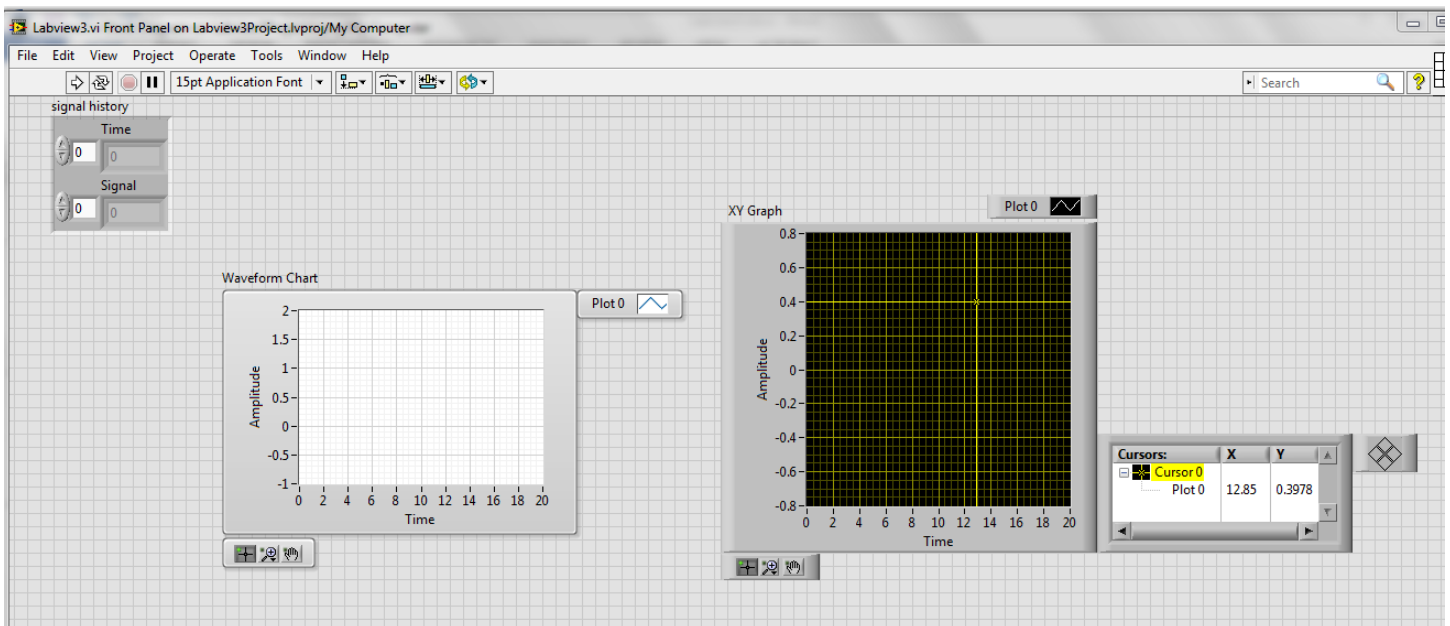 Labview3.vi Front Panel on Labview3Project.lvproj/My Computer
File Edit View Project Operate Tools Window Help
15pt Application Font
Search
?
signal history
Time
0 0
Signal
0 0
Waveform Chart
Plot 0
Amplitude
2
1.5
1
0.5
0
-0.5
-1
0 2 4 6 8 10 12 14 16 18 20
Time
XY Graph
Plot 0
Amplitude
0.8
0.6
0.4
0.2
0
-0.2
-0.4
-0.6
-0.8
0 2 4 6 8 10 12 14 16 18 20
Time
Cursors: X Y
Cursor 0
Plot 0 12.85 0.3978